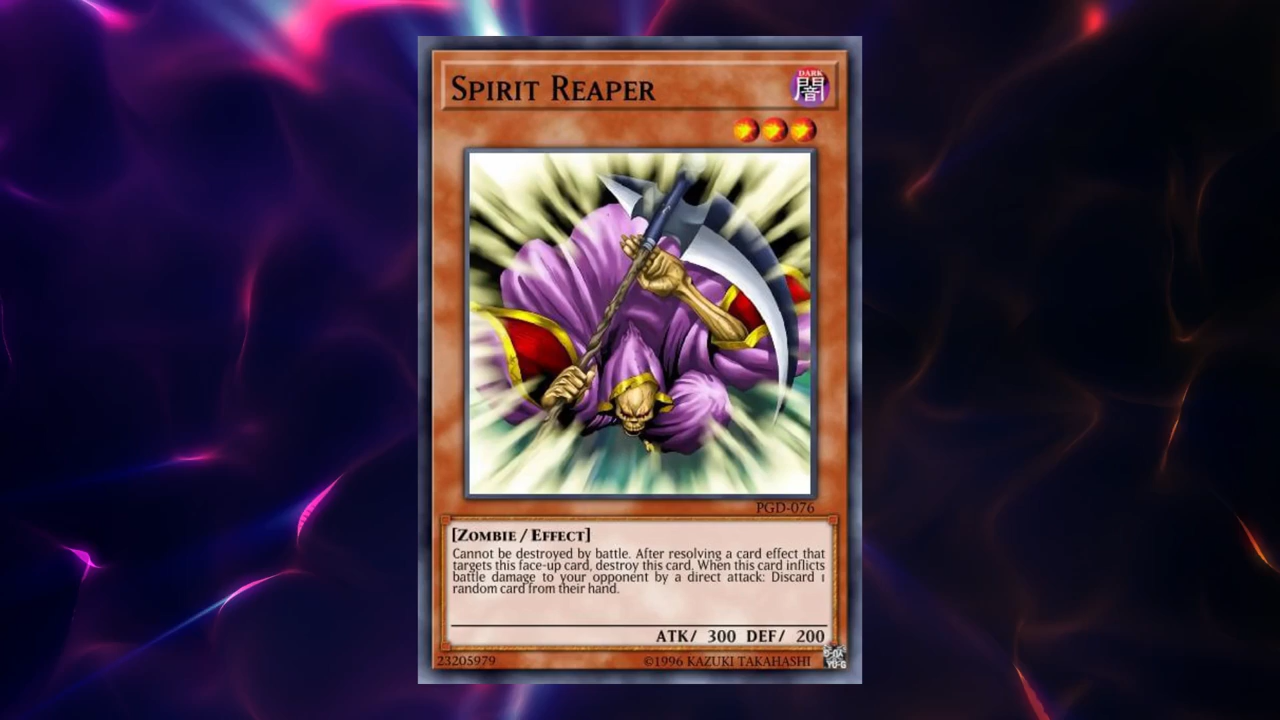 SPIRIT REAPER
DARK
闇
PGD-076
[ZOMBIE / EFFECT]
Cannot be destroyed by battle. After resolving a card effect that
targets this face-up card, destroy this card. When this card inflicts
battle damage to your opponent by a direct attack: Discard 1
random card from their hand.
ATK/ 300 DEF/ 200
23205979
©1996 KAZUKI TAKAHASHI